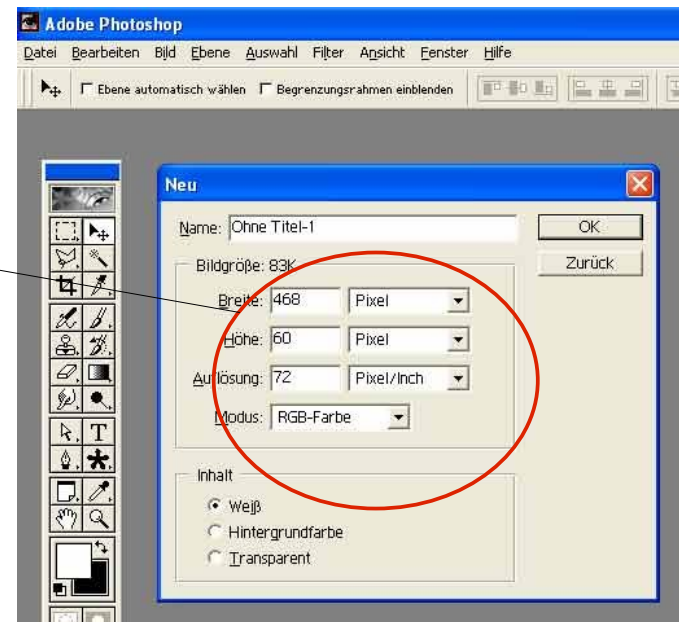 Adobe Photoshop
Datei Bearbeiten Bild Ebene Auswahl Filter Ansicht Fenster Hilfe
Ebene automatisch wählen Begrenzungsrahmen einblenden
Neu
Name: Ohne Titel-1
OK
Bildgröße: 83K
Zurück
Breite: 468 Pixel
Höhe: 60 Pixel
Auflösung: 72 Pixel/Inch
Modus: RGB-Farbe
Inhalt
Weiß
Hintergrundfarbe
Transparent
T